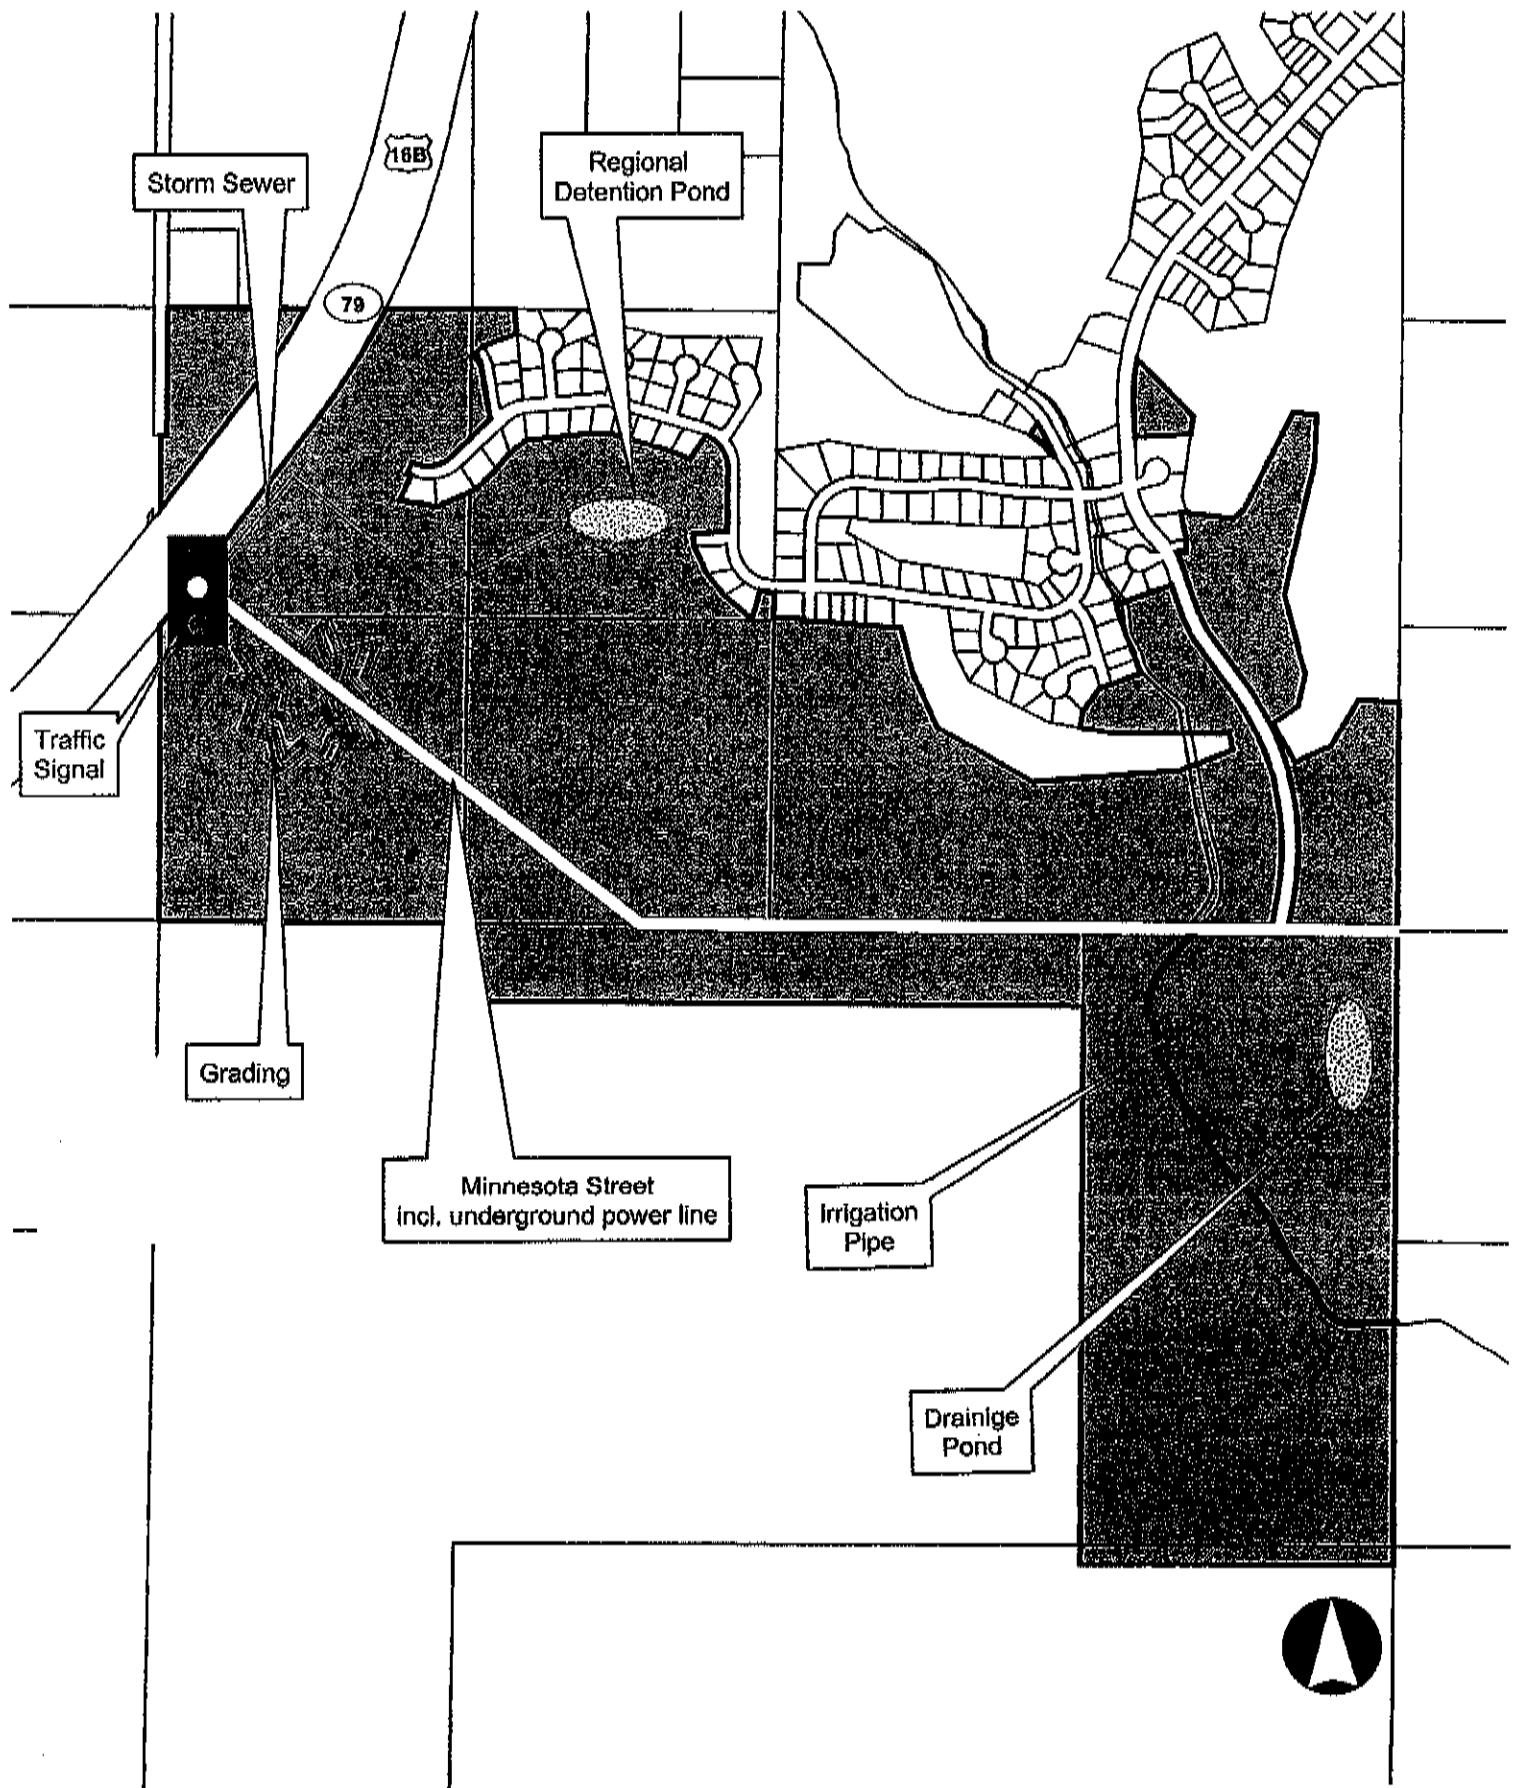 16B
Storm Sewer
Regional
Detention Pond
79
Traffic
Signal
Grading
Minnesota Street
incl. underground power line
Irrigation
Pipe
Drainige
Pond